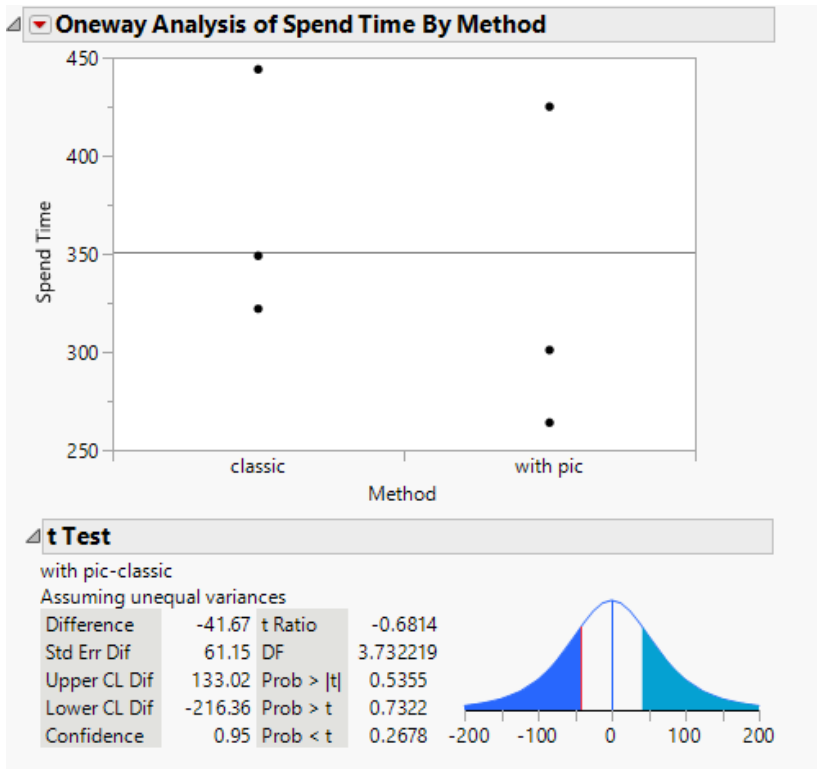 Oneway Analysis of Spend Time By Method
450
400
350
300
250
Spend Time
classic with pic
Method
t Test
with pic-classic
Assuming unequal variances
Difference -41.67 t Ratio -0.6814
Std Err Dif 61.15 DF 3.732219
Upper CL Dif 133.02 Prob > |t| 0.5355
Lower CL Dif -216.36 Prob > t 0.7322
Confidence 0.95 Prob < t 0.2678
-200 -100 0 100 200